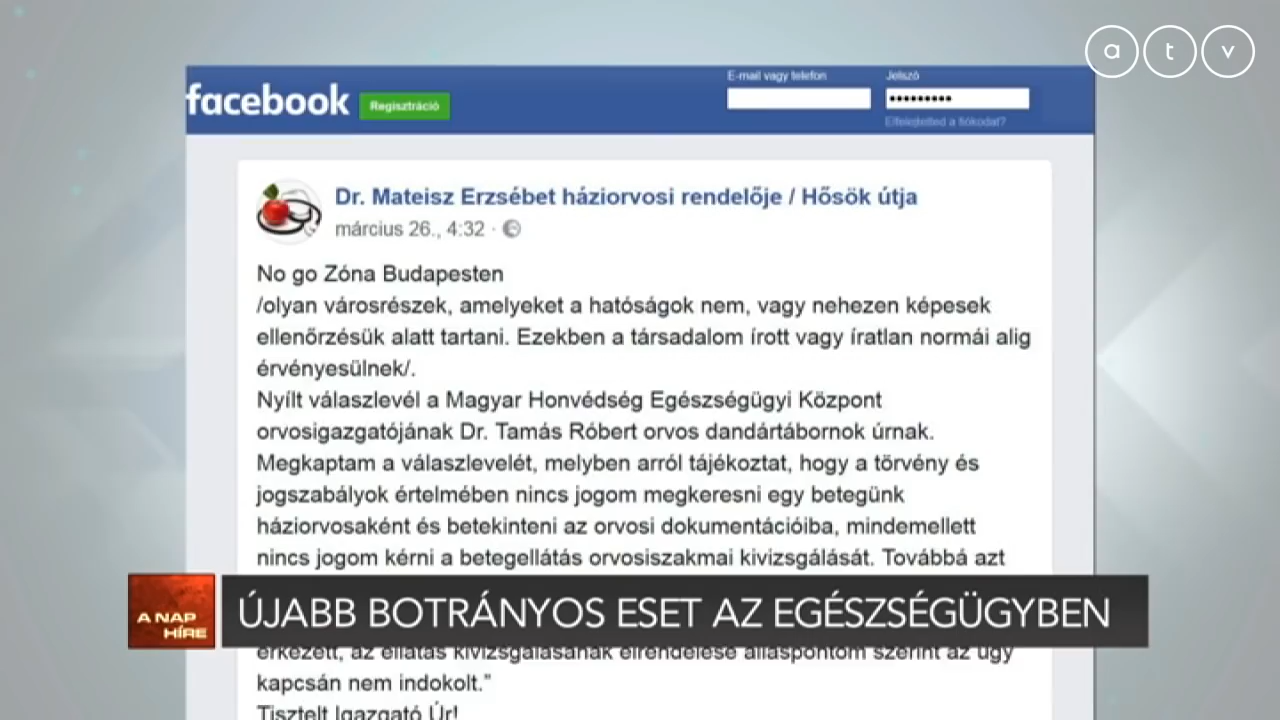 a t v
E-mail vagy telefon
Jelszó
facebook
Regisztráció
•••••••••
Elfelejtetted a fiókodat?
Dr. Mateisz Erzsébet háziorvosi rendelője / Hősök útja
március 26., 4:32 ·
No go Zóna Budapesten
/olyan városrészek, amelyeket a hatóságok nem, vagy nehezen képesek
ellenőrzésük alatt tartani. Ezekben a társadalom írott vagy íratlan normái alig
érvényesülnek/.
Nyílt válaszlevél a Magyar Honvédség Egészségügyi Központ
orvosigazgatójának Dr. Tamás Róbert orvos dandártábornok úrnak.
Megkaptam a válaszlevelét, melyben arról tájékoztat, hogy a törvény és
jogszabályok értelmében nincs jogom megkeresni egy betegünk
háziorvosaként és betekinteni az orvosi dokumentációiba, mindemellett
nincs jogom kérni a betegellátás orvosiszakmai kivizsgálását. Továbbá azt
A NAP
HÍRE
ÚJABB BOTRÁNYOS ESET AZ EGÉSZSÉGÜGYBEN
érkezett, az ellátás kivizsgálásának elrendelése álláspontom szerint az ügy
kapcsán nem indokolt.”
Tisztelt Igazgató Úr!